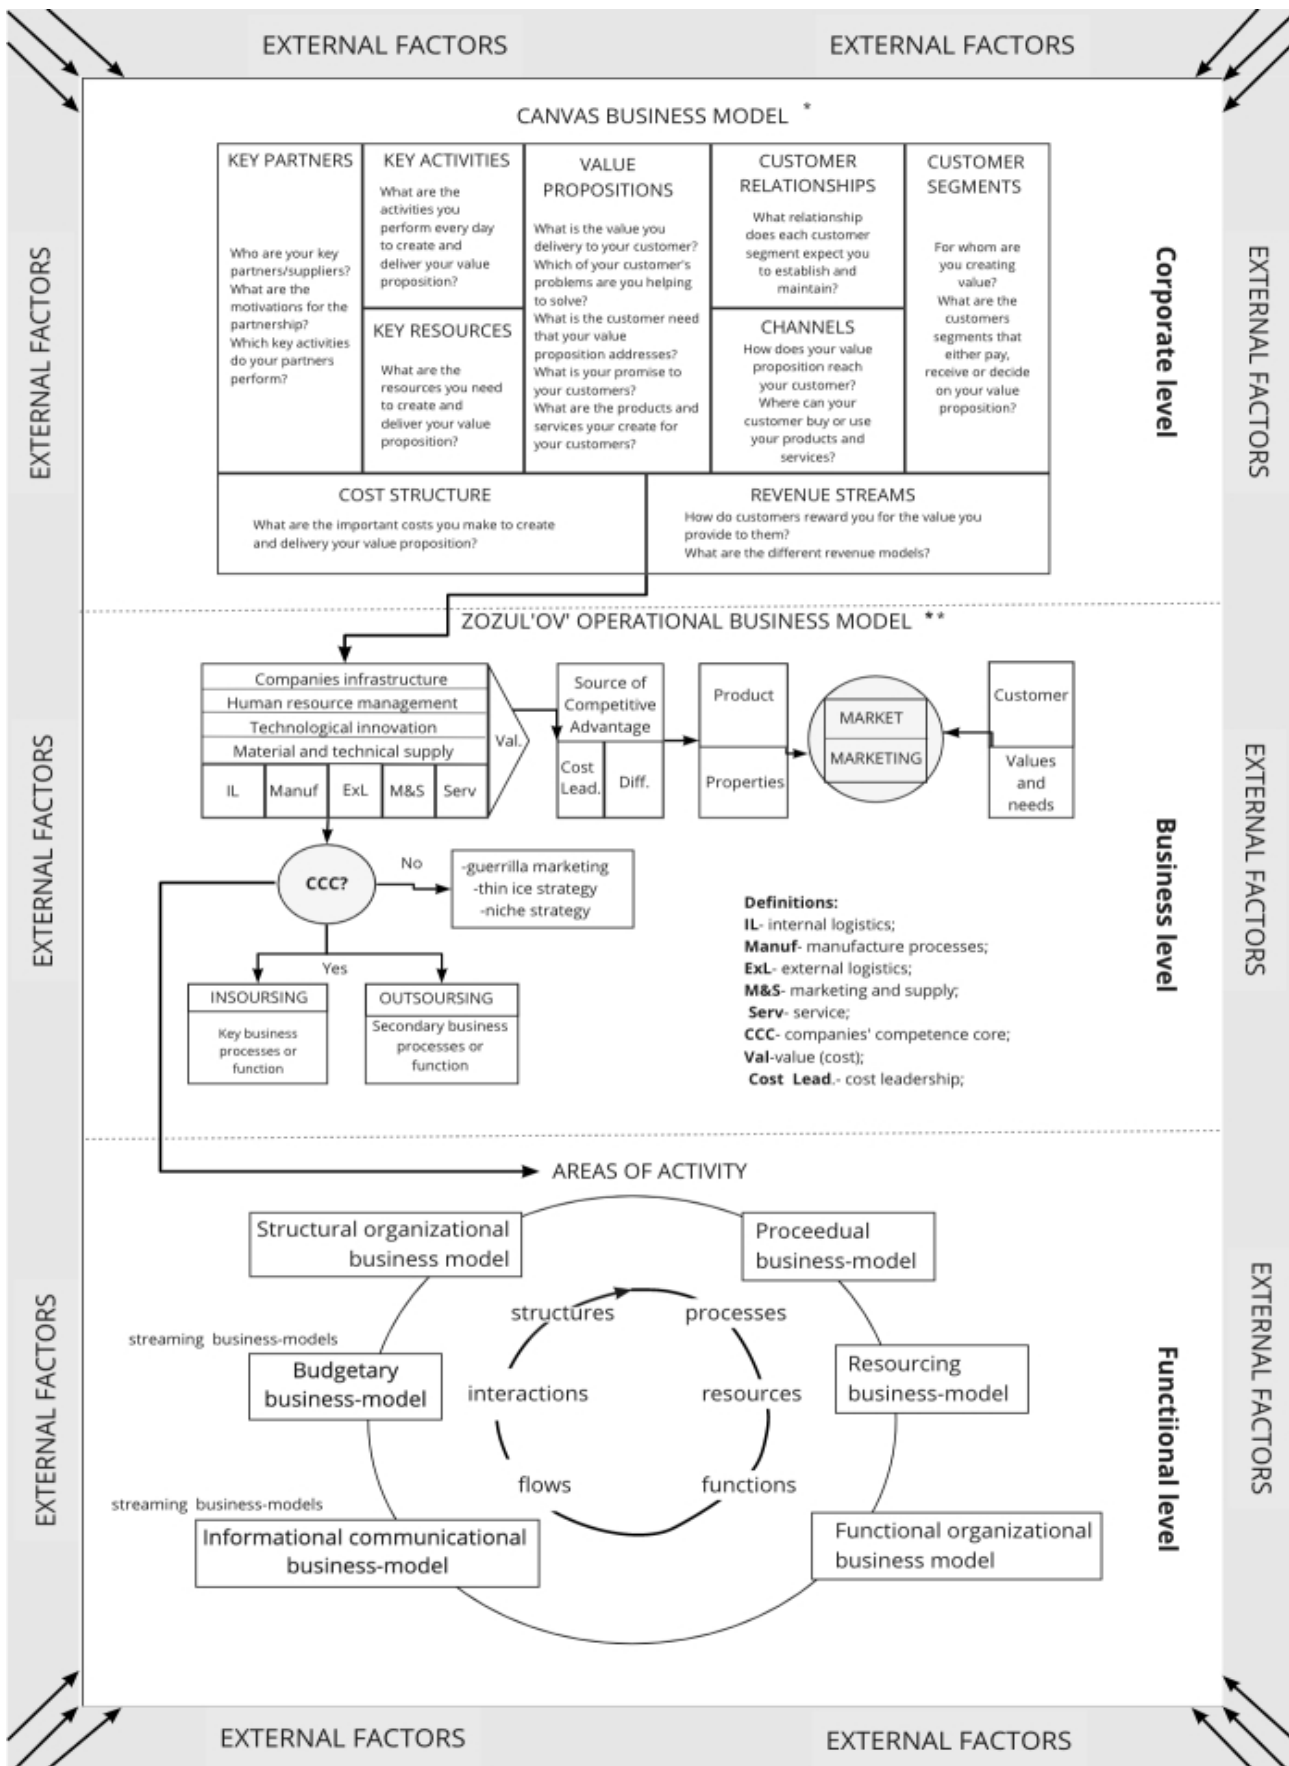 EXTERNAL FACTORS
EXTERNAL FACTORS
CANVAS BUSINESS MODEL *
KEY PARTNERS
Who are your key
partners/suppliers?
What are the
motivations for the
partnership?
Which key activities
do your partners
perform?
KEY ACTIVITIES
What are the
activities you
perform every day
to create and
deliver your value
proposition?
KEY RESOURCES
What are the
resources you need
to create and
deliver your value
proposition?
VALUE
PROPOSITIONS
What is the value you
delivery to your customer?
Which of your customer's
problems are you helping
to solve?
What is the customer need
that your value
proposition addresses?
What is your promise to
your customers?
What are the products and
services your create for
your customers?
CUSTOMER
RELATIONSHIPS
What relationship
does each customer
segment expect you
to establish and
maintain?
CHANNELS
How does your value
proposition reach
your customer?
Where can your
customer buy or use
your products and
services?
CUSTOMER
SEGMENTS
For whom are
you creating
value?
What are the
customers
segments that
either pay,
receive or decide
on your value
proposition?
COST STRUCTURE
What are the important costs you make to create
and delivery your value proposition?
REVENUE STREAMS
How do customers reward you for the value you
provide to them?
What are the different revenue models?
Corporate level
EXTERNAL FACTORS
EXTERNAL FACTORS
ZOZUL'OV' OPERATIONAL BUSINESS MODEL **
Companies infrastructure
Human resource management
Technological innovation
Material and technical supply
IL
Manuf
ExL
M&S
Serv
Val.
Source of
Competitive
Advantage
Cost
Lead.
Diff.
Product
Properties
MARKET
MARKETING
Customer
Values
and
needs
CCC?
No
-guerrilla marketing
-thin ice strategy
-niche strategy
Yes
INSOURSING
Key business
processes or
function
OUTSOURSING
Secondary business
processes or
function
Definitions:
IL- internal logistics;
Manuf- manufacture processes;
ExL- external logistics;
M&S- marketing and supply;
Serv- service;
CCC- companies' competence core;
Val-value (cost);
Cost Lead.- cost leadership;
Business level
EXTERNAL FACTORS
EXTERNAL FACTORS
AREAS OF ACTIVITY
Structural organizational
business model
Proceedual
business-model
structures
processes
streaming business-models
Budgetary
business-model
interactions
resources
Resourcing
business-model
flows
functions
streaming business-models
Informational communicational
business-model
Functional organizational
business model
Functiional level
EXTERNAL FACTORS
EXTERNAL FACTORS
EXTERNAL FACTORS
EXTERNAL FACTORS